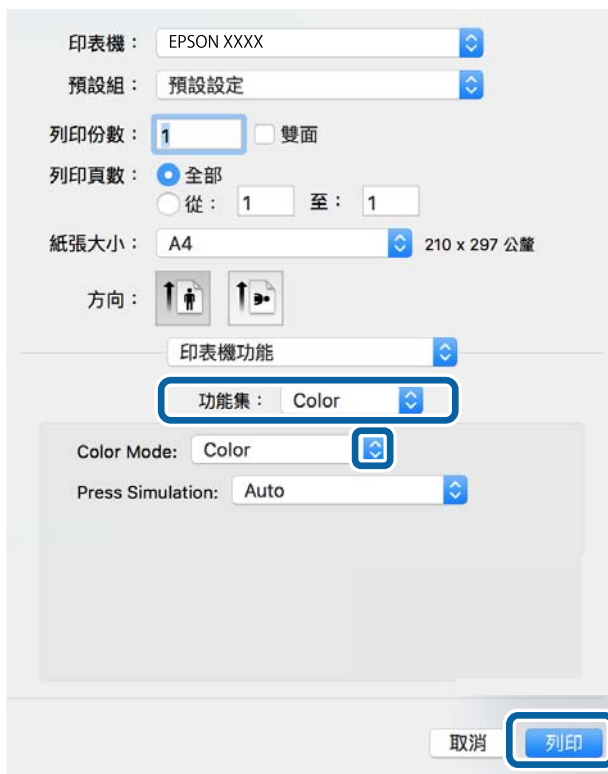 印表機： EPSON XXXX
預設組： 預設設定
列印份數： 1 雙面
列印頁數： 全部
從： 1 至： 1
紙張大小： A4 210 x 297 公釐
方向：
印表機功能
功能集： Color
Color Mode: Color
Press Simulation: Auto
取消 列印